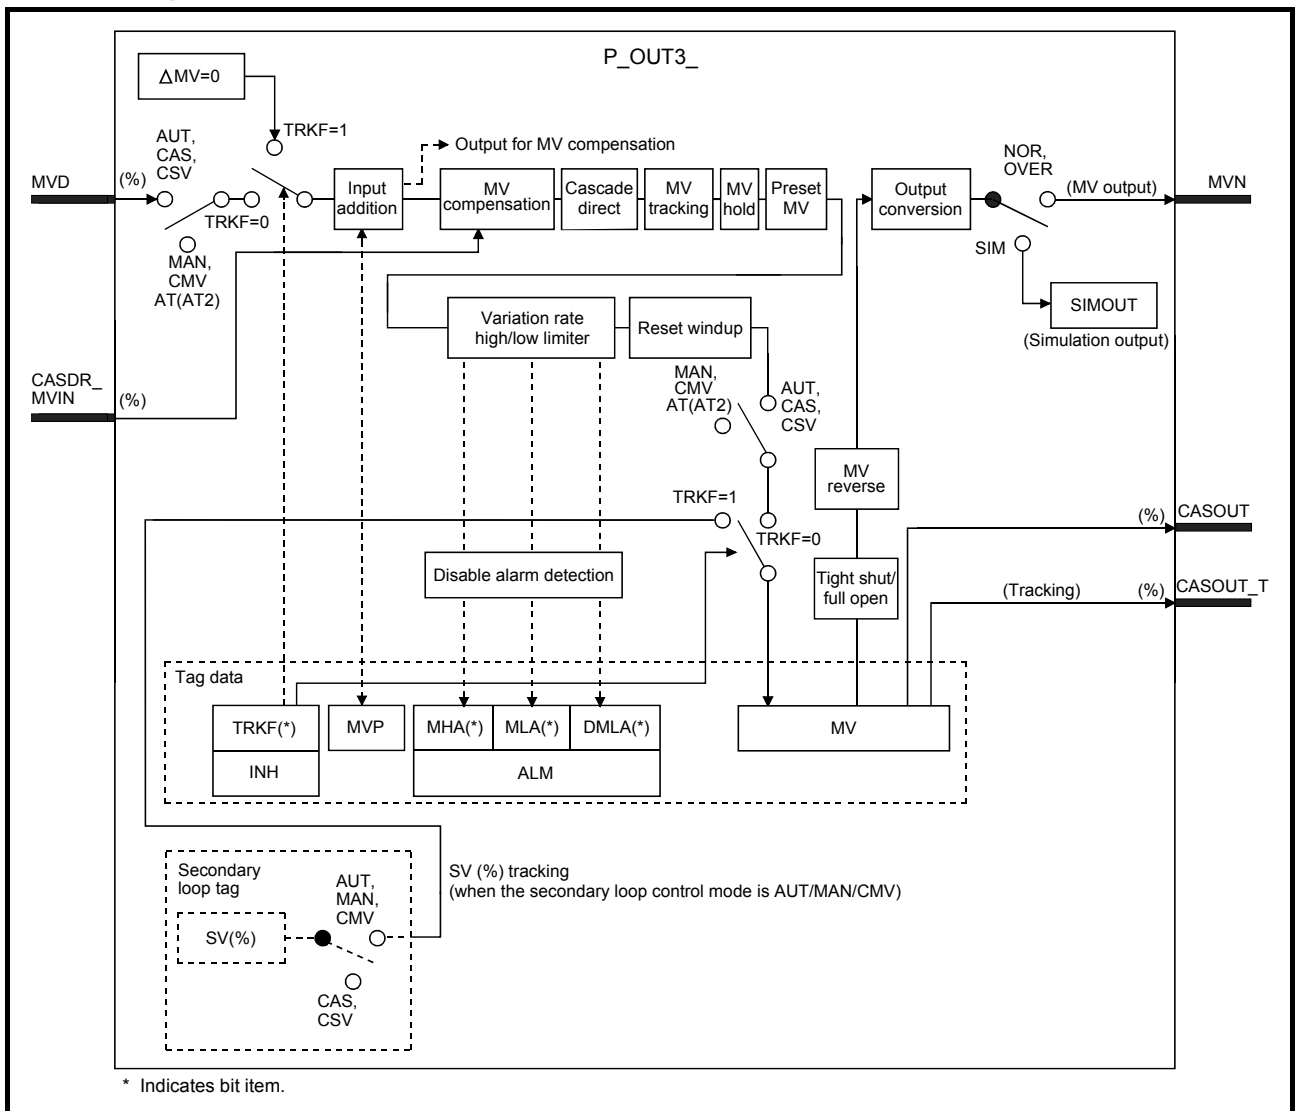 P_OUT3_
ΔMV=0
TRKF=1
AUT,
CAS,
CSV
MVD
(%)
TRKF=0
MAN,
CMV
AT(AT2)
Output for MV compensation
Input
addition
MV
compensation
Cascade
direct
MV
tracking
MV
hold
Preset
MV
Output
conversion
NOR,
OVER
(MV output)
MVN
SIM
SIMOUT
(Simulation output)
Variation rate
high/low limiter
Reset windup
CASDR_
MVIN
(%)
MAN,
CMV
AT(AT2)
AUT,
CAS,
CSV
MV
reverse
TRKF=1
TRKF=0
(%)
CASOUT
Disable alarm detection
Tight shut/
full open
(Tracking)
(%)
CASOUT_T
Tag data
TRKF(*)
INH
MVP
MHA(*)
MLA(*)
DMLA(*)
ALM
MV
Secondary
loop tag
AUT,
MAN,
CMV
SV(%)
CAS,
CSV
SV (%) tracking
(when the secondary loop control mode is AUT/MAN/CMV)
* Indicates bit item.